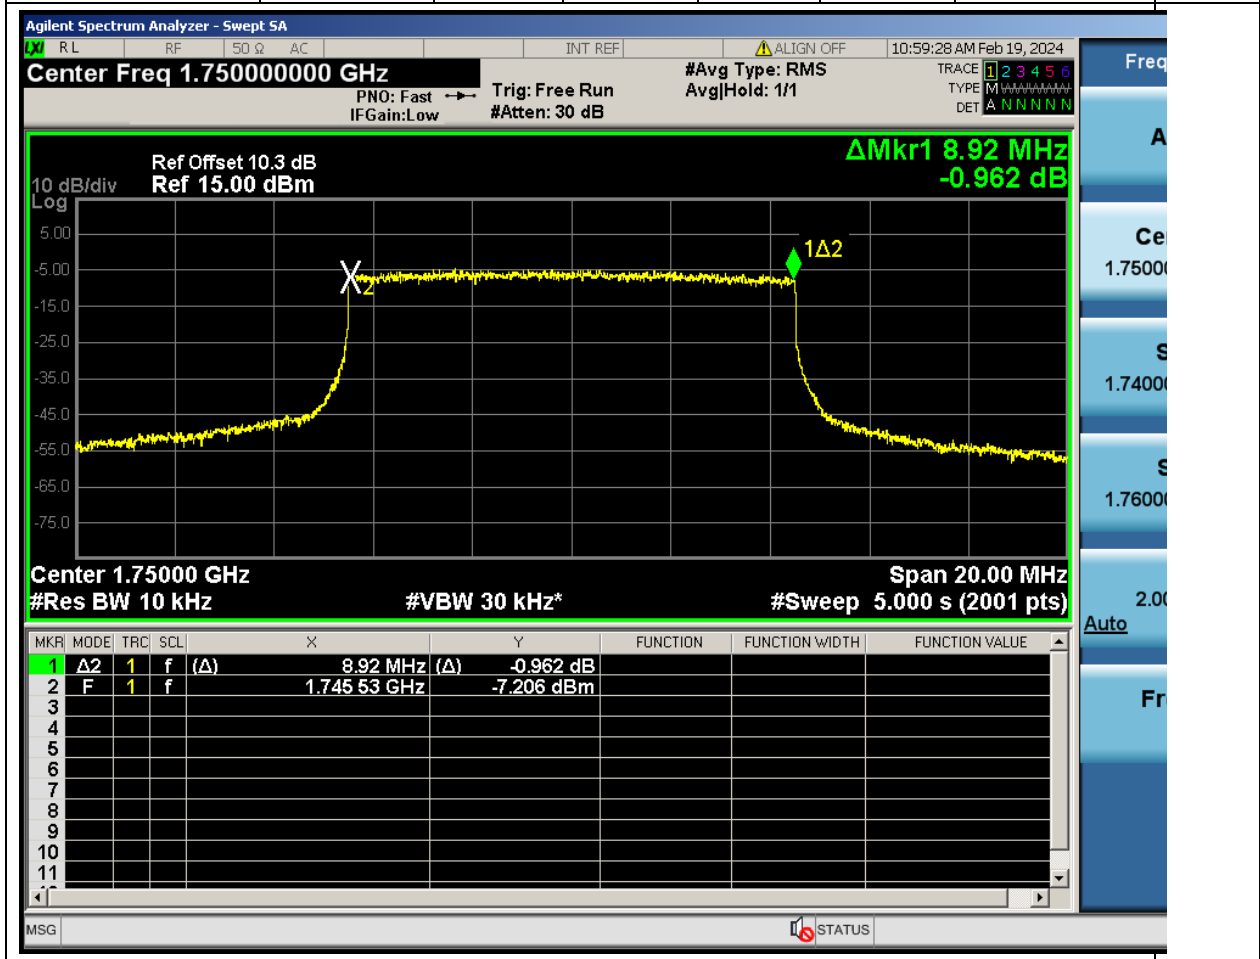 Agilent Spectrum Analyzer - Swept SA
LXI RL RF 50 Ω AC INT REF ALIGN OFF 10:59:28 AM Feb 19, 2024
Center Freq 1.750000000 GHz
PNO: Fast
IFGain:Low
Trig: Free Run
#Atten: 30 dB
#Avg Type: RMS
Avg|Hold: 1/1
TRACE 1 2 3 4 5 6
TYPE M WWWWW
DET A N N N N N
Freq
ΔMkr1 8.92 MHz
-0.962 dB
Ref Offset 10.3 dB
Ref 15.00 dBm
10 dB/div
Log
5.00
-5.00
-15.0
-25.0
-35.0
-45.0
-55.0
-65.0
-75.0
2
1Δ2
Center 1.75000 GHz
Span 20.00 MHz
#Res BW 10 kHz
#VBW 30 kHz*
#Sweep 5.000 s (2001 pts)
A
Ce
1.7500
S
1.7400
S
1.7600
2.00
Auto
Fr
MKR MODE TRC SCL X Y FUNCTION FUNCTION WIDTH FUNCTION VALUE
1 Δ2 1 f (Δ) 8.92 MHz (Δ) -0.962 dB
2 F 1 f 1.745 53 GHz -7.206 dBm
3
4
5
6
7
8
9
10
11
MSG
STATUS